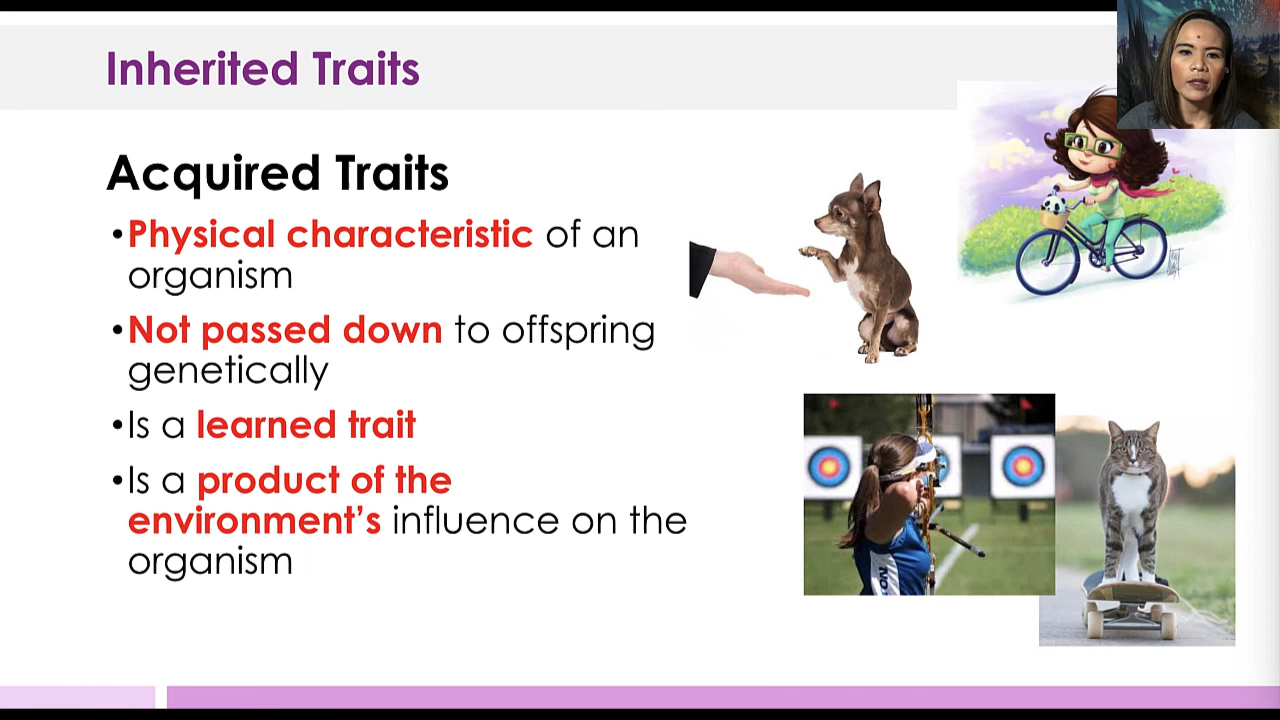 Inherited Traits
Acquired Traits
•Physical characteristic of an
organism
•Not passed down to offspring
genetically
•Is a learned trait
•Is a product of the
environment’s influence on the
organism